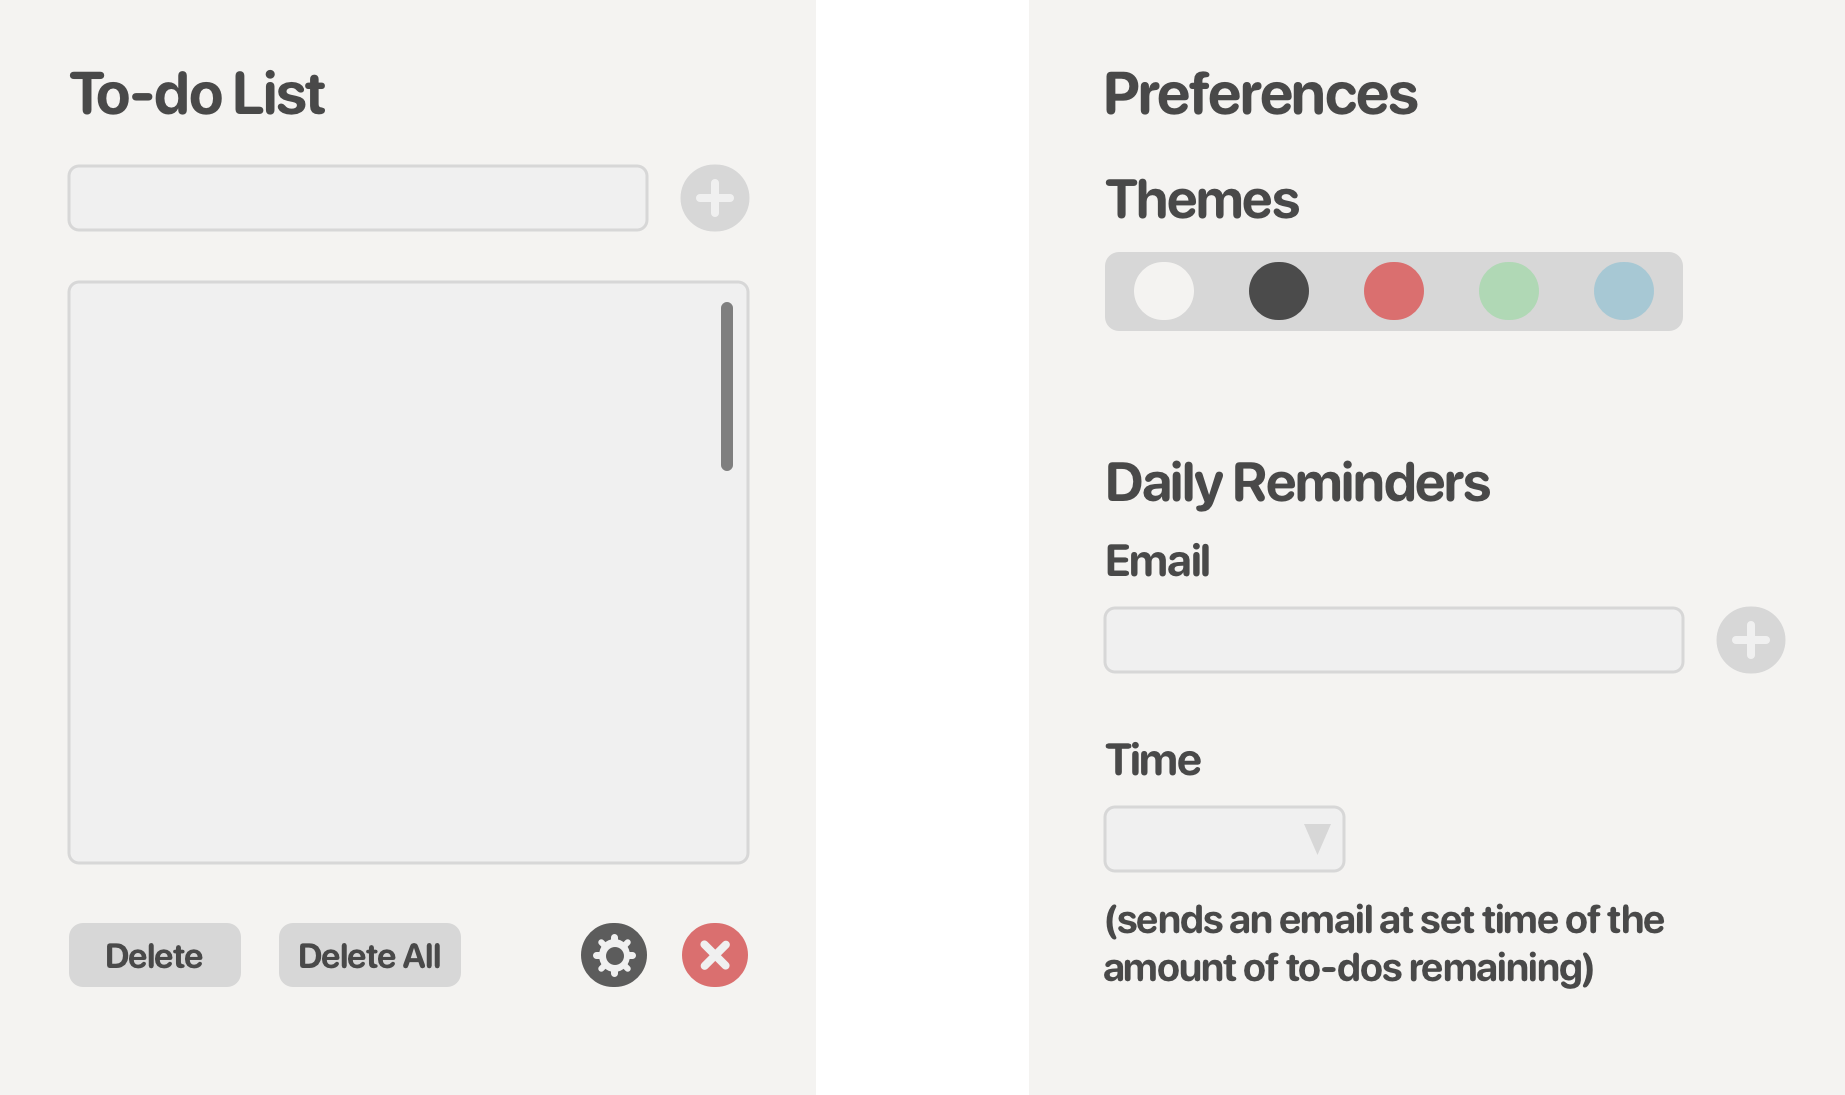 To-do List
Delete
Delete All
Preferences
Themes
Daily Reminders
Email
Time
(sends an email at set time of the
amount of to-dos remaining)